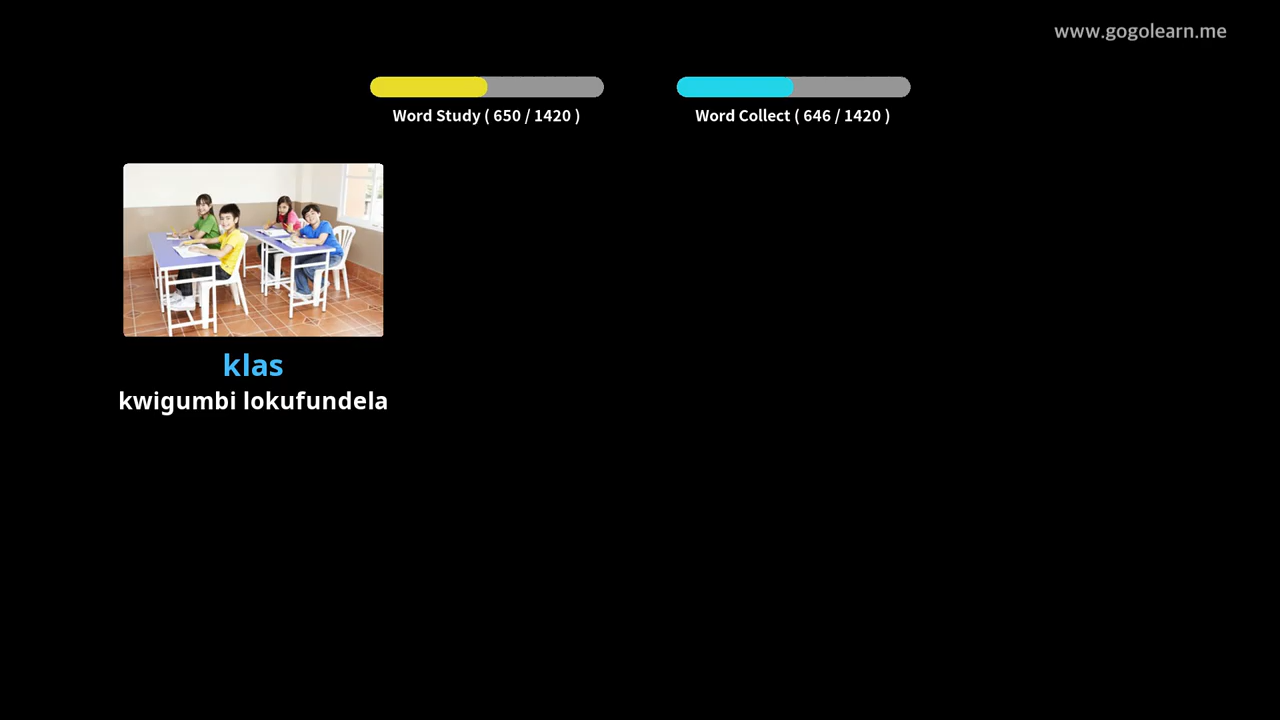 www.gogolearn.me
Word Study ( 650 / 1420 )
Word Collect ( 646 / 1420 )
klas
kwigumbi lokufundela